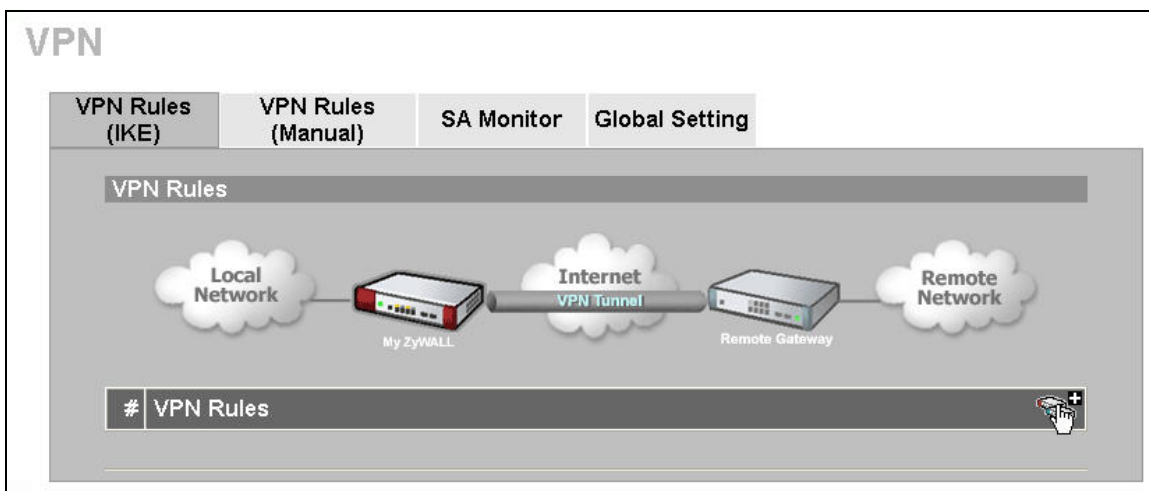 VPN
VPN Rules
(IKE)
VPN Rules
(Manual)
SA Monitor
Global Setting
VPN Rules
Local
Network
My ZyWALL
Internet
VPN Tunnel
Remote Gateway
Remote
Network
# VPN Rules